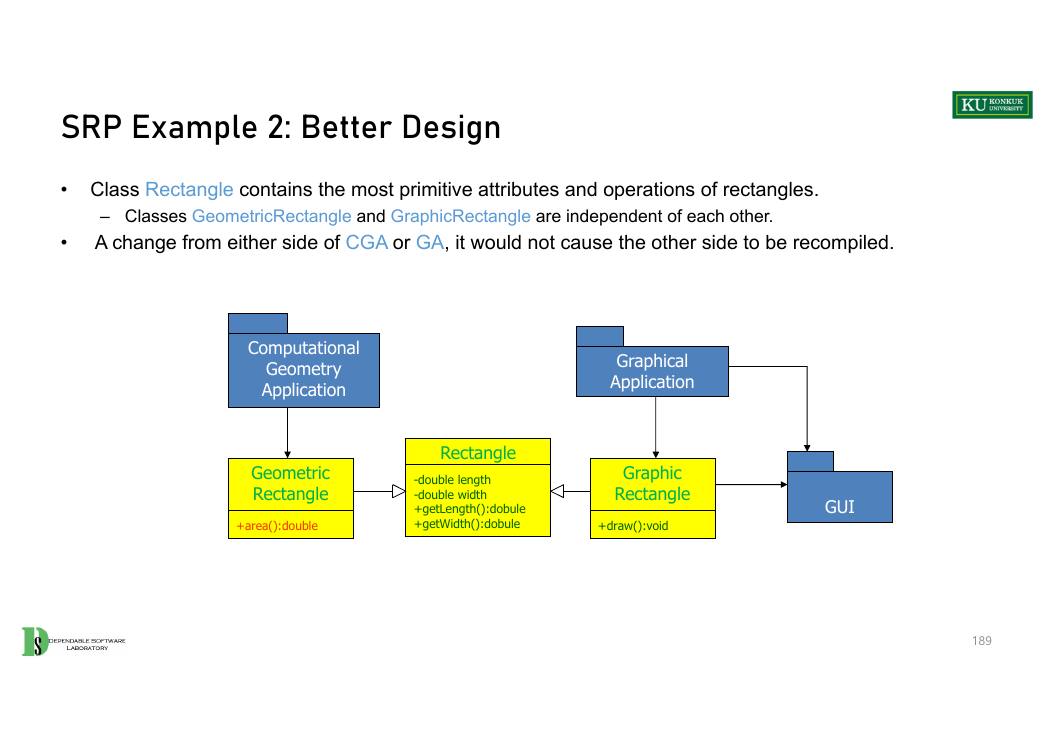 KU KONKUK
UNIVERSITY
SRP Example 2: Better Design
• Class Rectangle contains the most primitive attributes and operations of rectangles.
– Classes GeometricRectangle and GraphicRectangle are independent of each other.
• A change from either side of CGA or GA, it would not cause the other side to be recompiled.
Computational
Geometry
Application
Graphical
Application
Geometric
Rectangle
+area():double
Rectangle
-double length
-double width
+getLength():dobule
+getWidth():dobule
Graphic
Rectangle
+draw():void
GUI
DS
DEPENDABLE SOFTWARE
LABORATORY
189